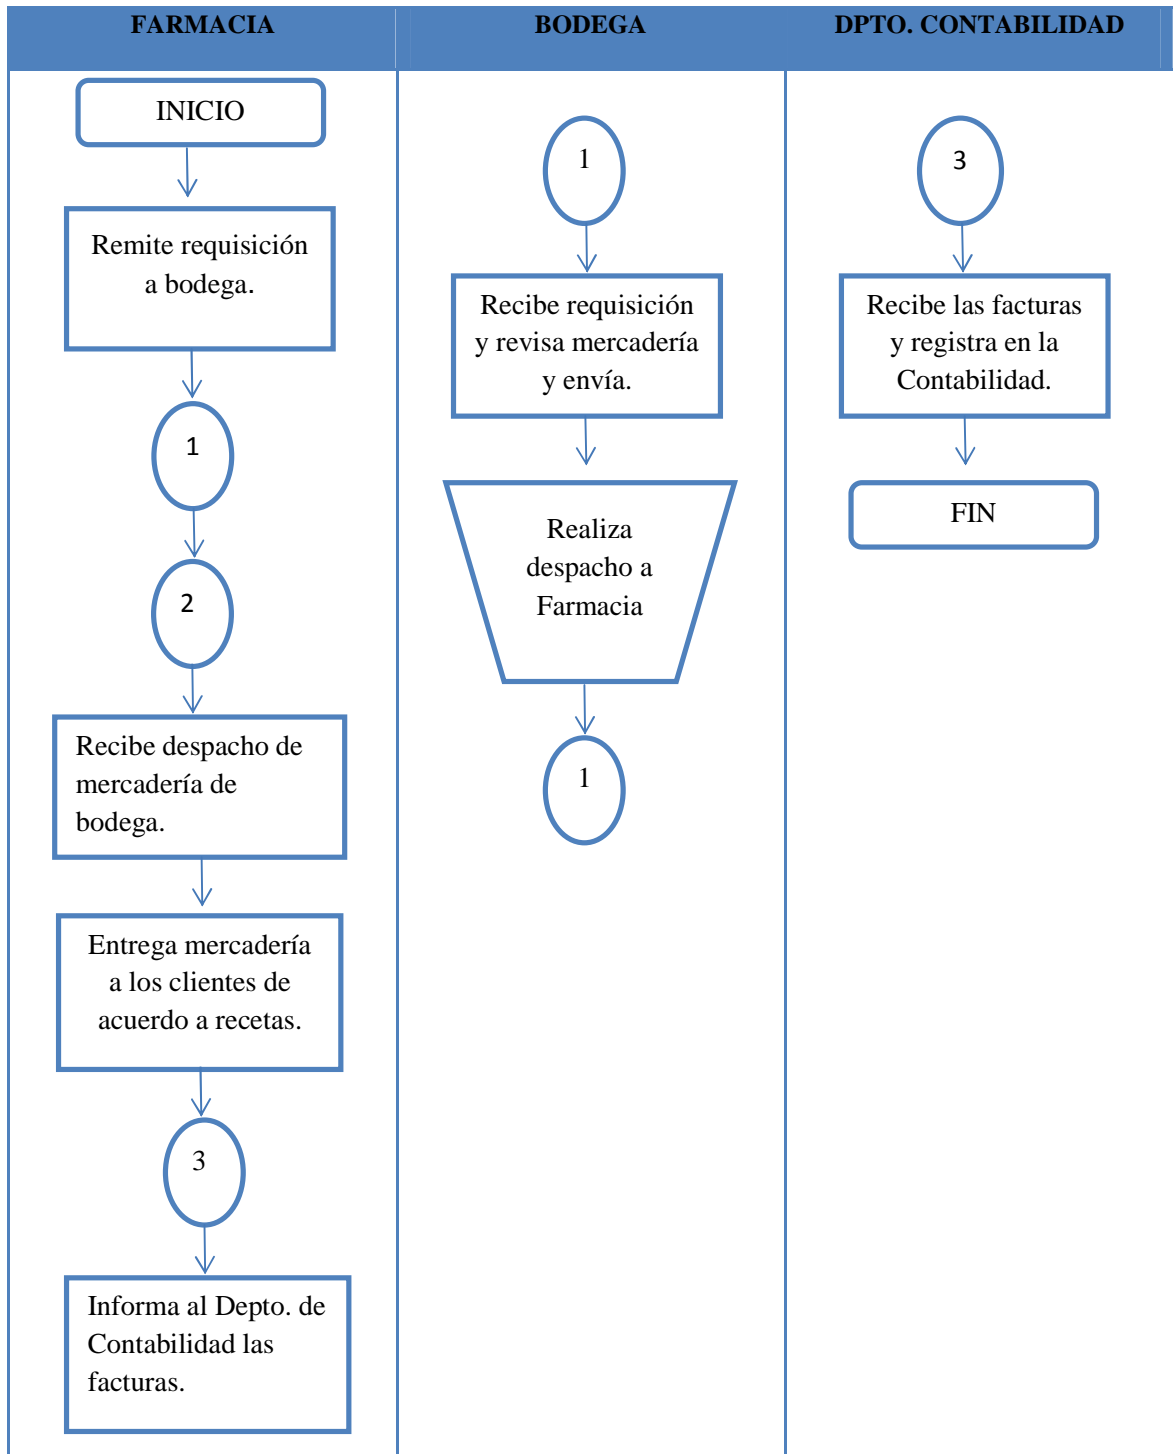 FARMACIA
BODEGA
DPTO. CONTABILIDAD
INICIO
Remite requisición
a bodega.
1
2
Recibe despacho de
mercadería de
bodega.
Entrega mercadería
a los clientes de
acuerdo a recetas.
3
Informa al Depto. de
Contabilidad las
facturas.
1
Recibe requisición
y revisa mercadería
y envía.
Realiza
despacho a
Farmacia
1
3
Recibe las facturas
y registra en la
Contabilidad.
FIN